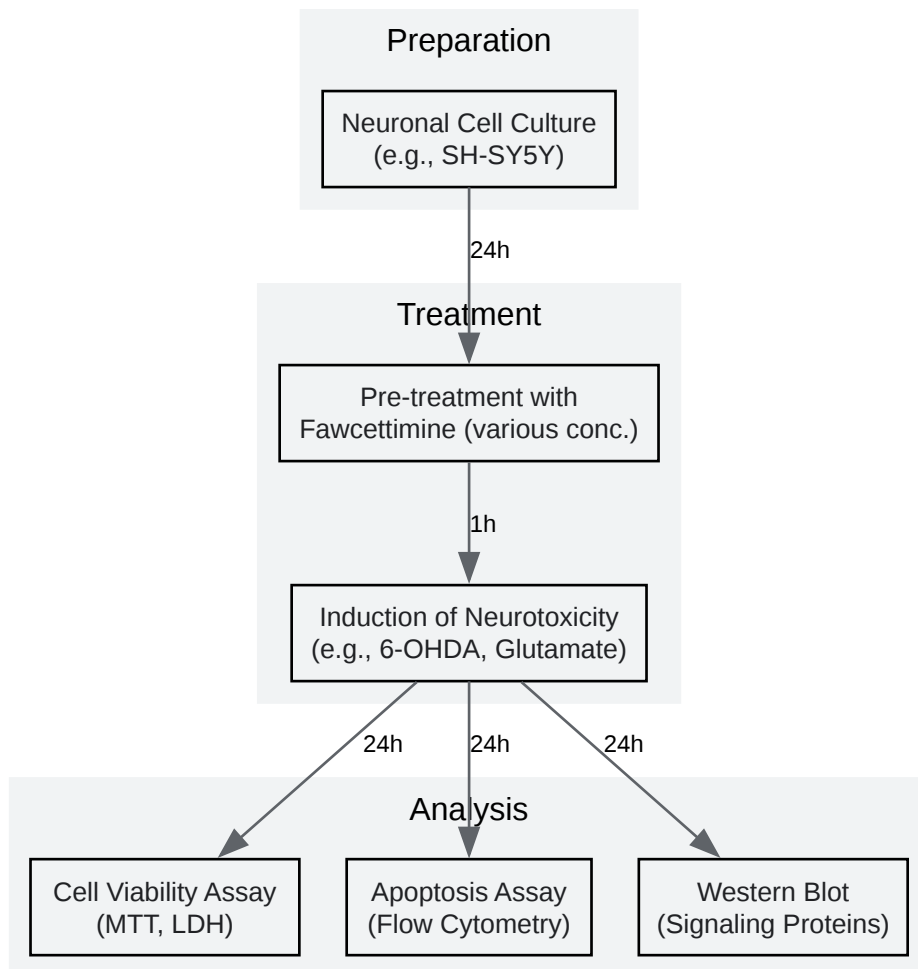 Preparation
Neuronal Cell Culture
(e.g., SH-SY5Y)
24h
Treatment
Pre-treatment with
Fawcettimine (various conc.)
1h
Induction of Neurotoxicity
(e.g., 6-OHDA, Glutamate)
24h
24h
24h
Analysis
Cell Viability Assay
(MTT, LDH)
Apoptosis Assay
(Flow Cytometry)
Western Blot
(Signaling Proteins)